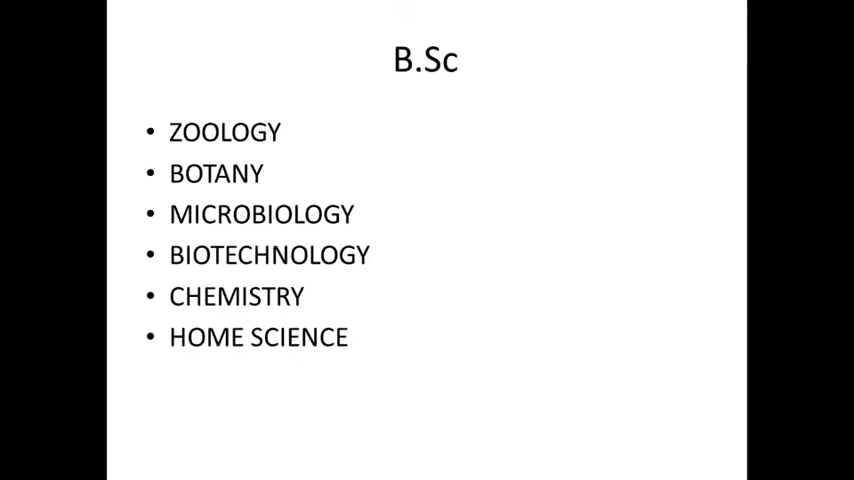 B.Sc
• ZOOLOGY
• BOTANY
• MICROBIOLOGY
• BIOTECHNOLOGY
• CHEMISTRY
• HOME SCIENCE